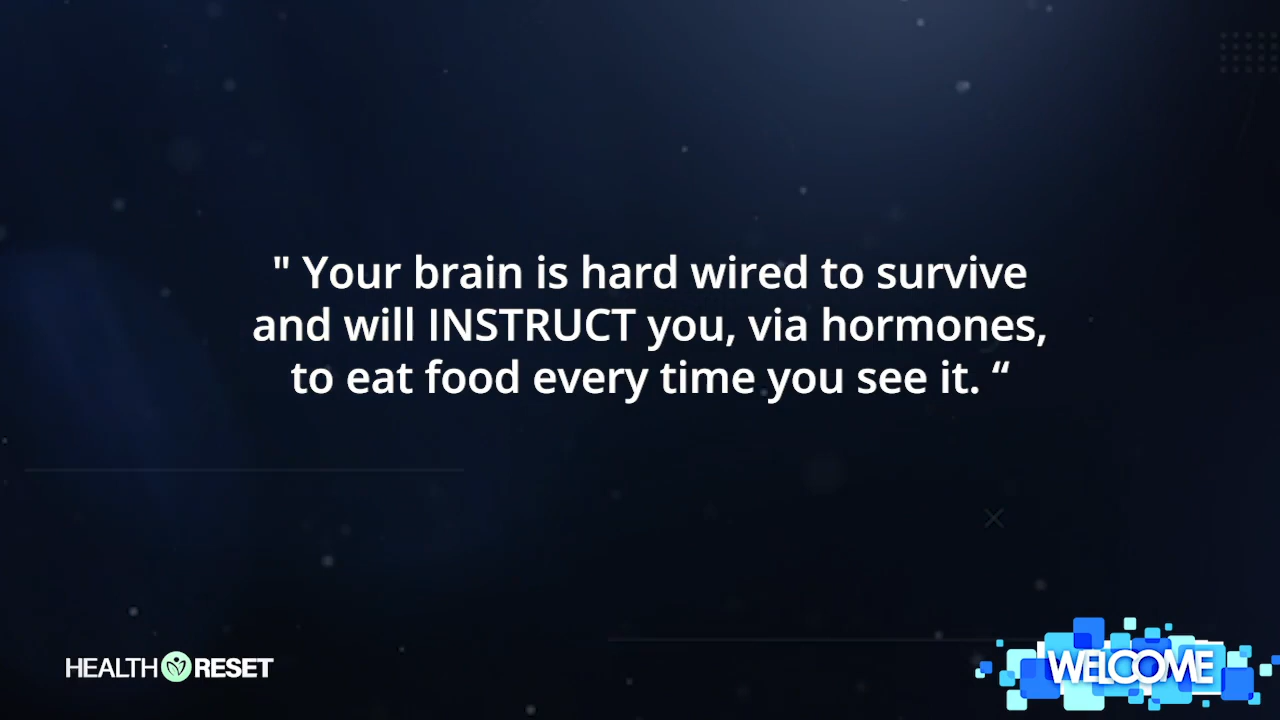 " Your brain is hard wired to survive
and will INSTRUCT you, via hormones,
to eat food every time you see it. “
HEALTH RESET
WELCOME